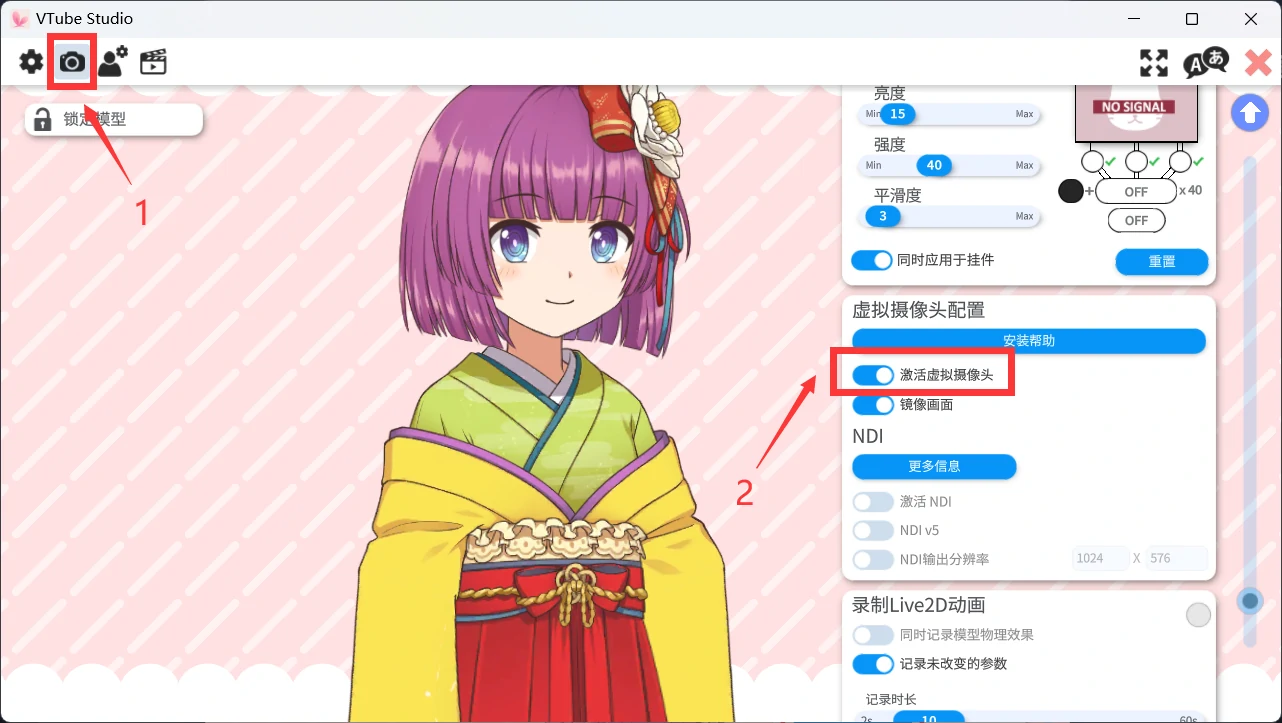 VTube Studio
A あ
锁定模型
1
亮度
Min 15 Max
强度
Min 40 Max
平滑度
3 Max
NO SIGNAL
+ OFF x 40
OFF
同时应用于挂件
重置
虚拟摄像头配置
安装帮助
激活虚拟摄像头
镜像画面
2
NDI
更多信息
激活 NDI
NDI v5
NDI输出分辨率
1024 X 576
录制Live2D动画
同时记录模型物理效果
记录未改变的参数
记录时长
2s 10 60s